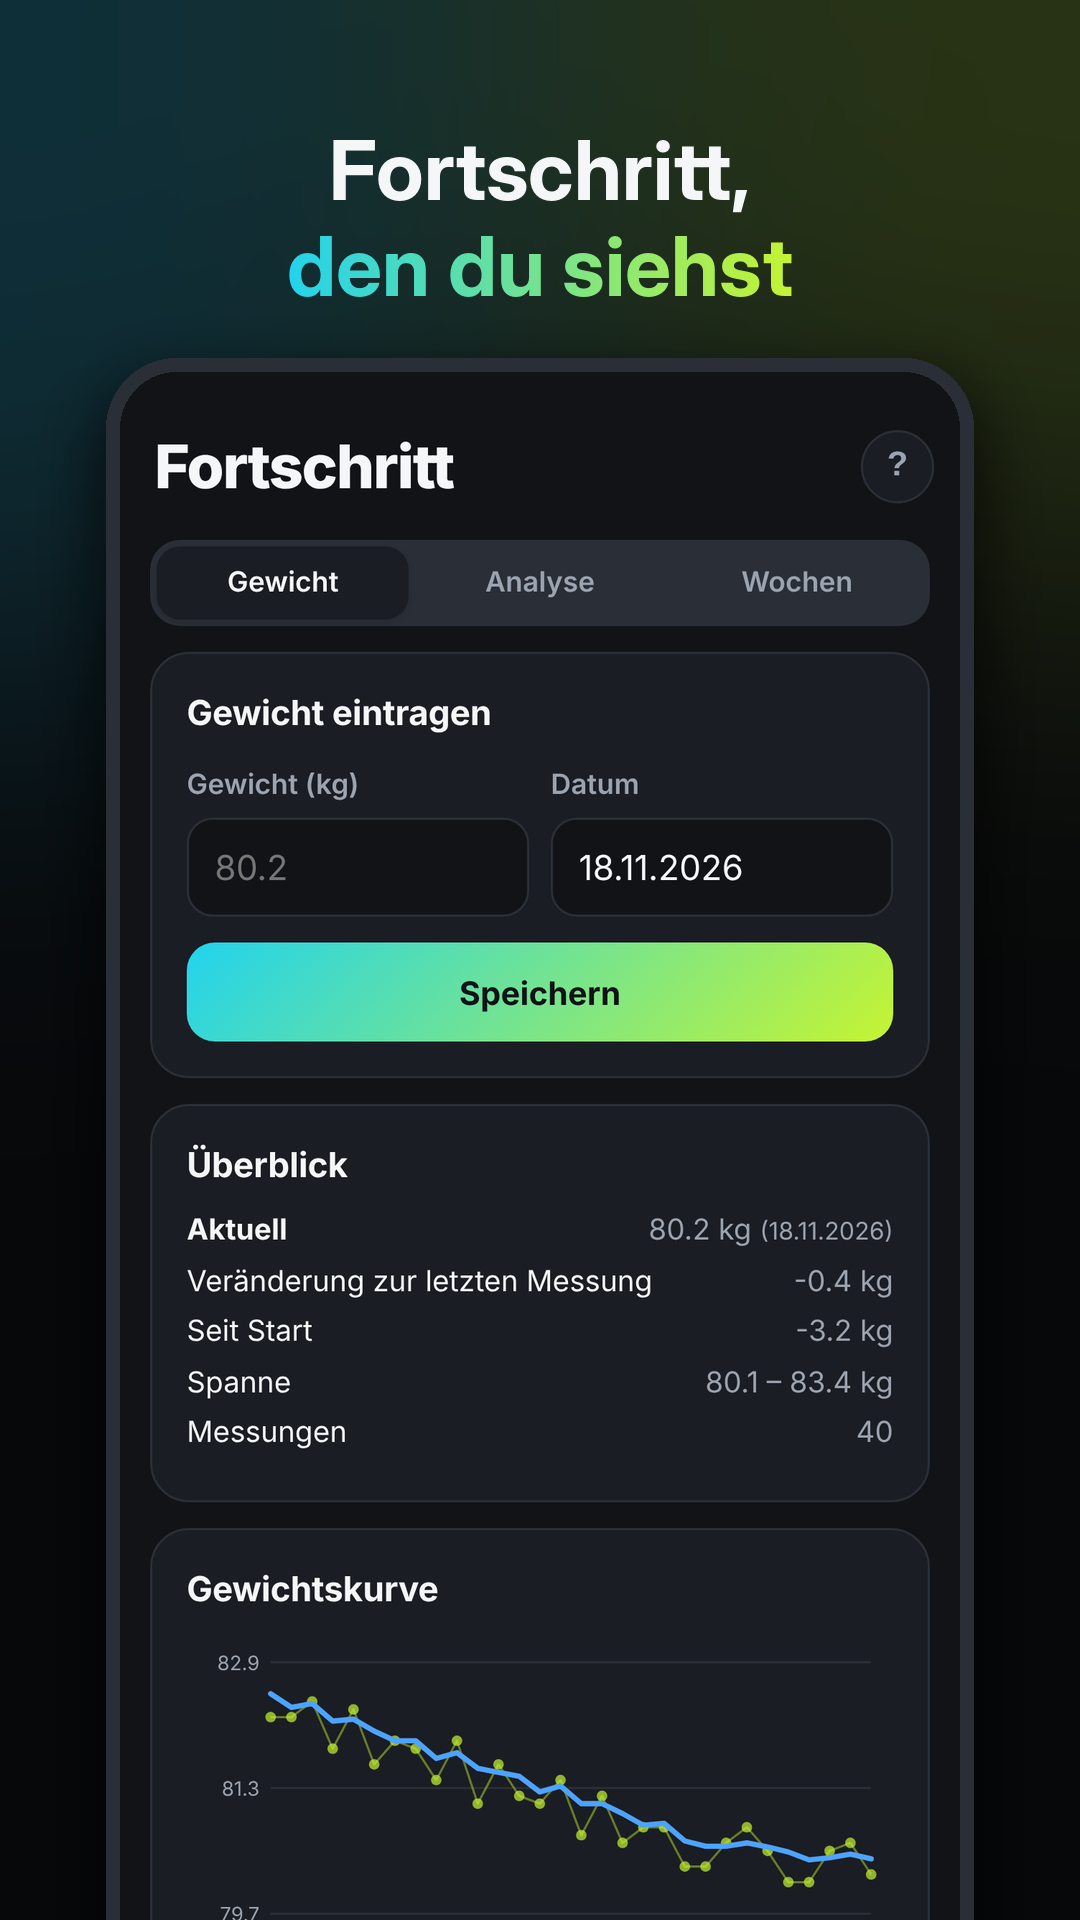 Fortschritt,
den du siehst
Fortschritt
?
Gewicht Analyse Wochen
Gewicht eintragen
Gewicht (kg) Datum
80.2 18.11.2026
Speichern
Überblick
Aktuell 80.2 kg (18.11.2026)
Veränderung zur letzten Messung -0.4 kg
Seit Start -3.2 kg
Spanne 80.1 – 83.4 kg
Messungen 40
Gewichtskurve
82.9
81.3
79.7